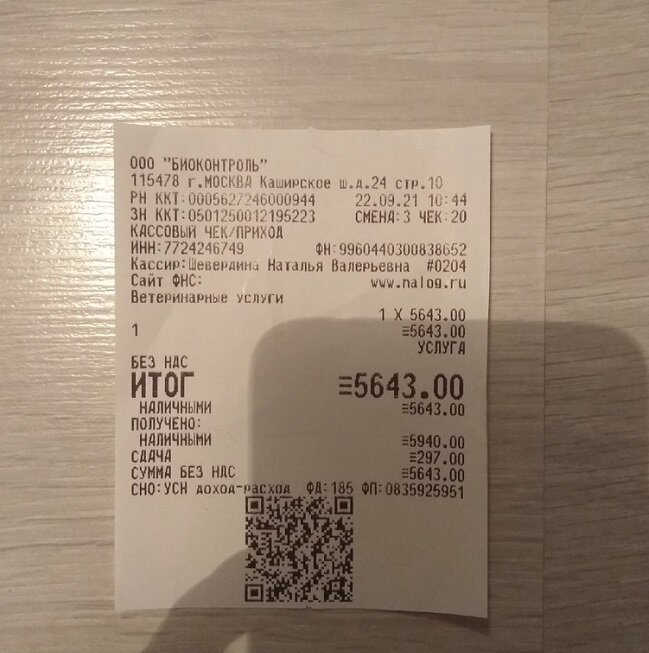 ООО "БИОКОНТРОЛЬ"
115478 г.МОСКВА Каширское ш.д.24 стр.10
РН ККТ:0005627246000944 22.09.21 10:44
ЗН ККТ:0501250012195223 СМЕНА:3 ЧЕК:20
КАССОВЫЙ ЧЕК/ПРИХОД
ИНН:7724246749 ФН:9960440300838652
Кассир:Шевердина Наталья Валерьевна #0204
Сайт ФНС: www.nalog.ru
Ветеринарные услуги
1 X 5643.00
1 ≡5643.00
УСЛУГА
БЕЗ НДС
ИТОГ ≡5643.00
НАЛИЧНЫМИ ≡5643.00
ПОЛУЧЕНО:
НАЛИЧНЫМИ ≡5940.00
СДАЧА ≡297.00
СУММА БЕЗ НДС ≡5643.00
СНО:УСН доход-расход ФД:185 ФП:0835925951